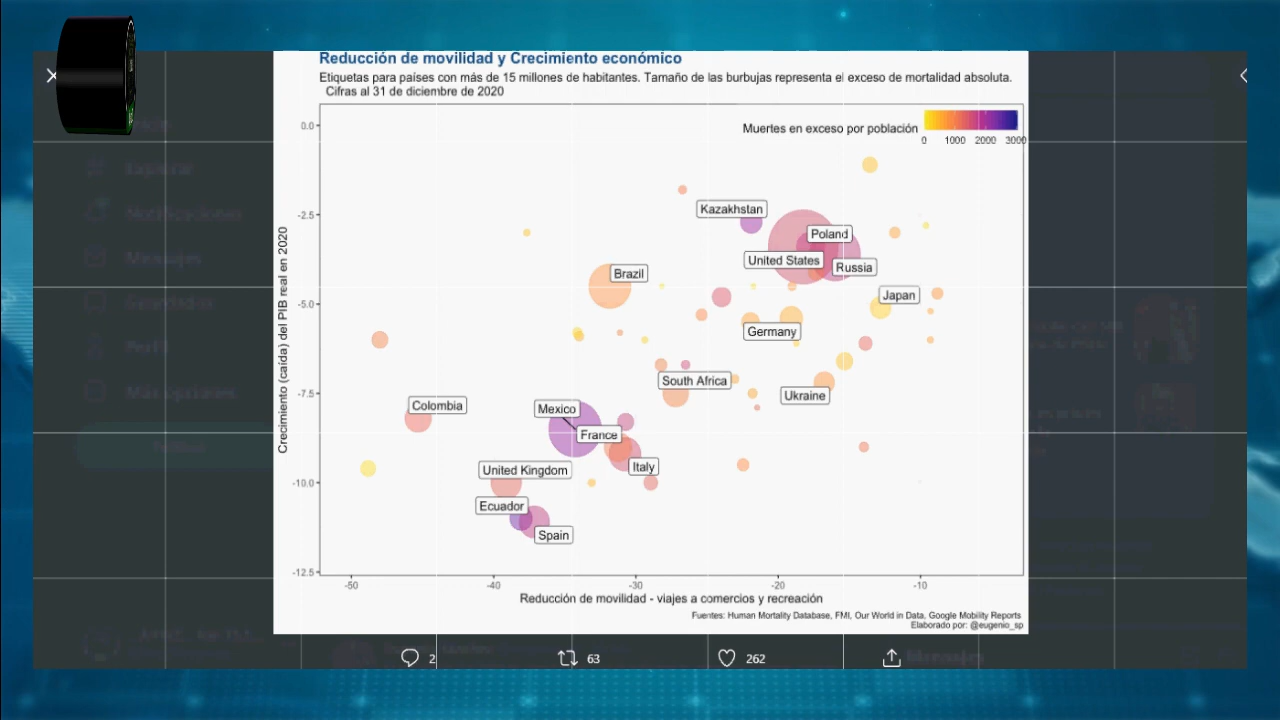 Reducción de movilidad y Crecimiento económico
Etiquetas para países con más de 15 millones de habitantes. Tamaño de las burbujas representa el exceso de mortalidad absoluta.
Cifras al 31 de diciembre de 2020
Muertes en exceso por población
0 1000 2000 3000
Crecimiento (caída) del PIB real en 2020
0.0
-2.5
-5.0
-7.5
-10.0
-12.5
Kazakhstan
Poland
United States
Russia
Brazil
Japan
Germany
South Africa
Ukraine
Colombia
Mexico
France
Italy
United Kingdom
Ecuador
Spain
-50 -40 -30 -20 -10
Reducción de movilidad - viajes a comercios y recreación
Fuentes: Human Mortality Database, FMI, Our World in Data, Google Mobility Reports
Elaborado por: @eugenio_sp
Notificaciones
Mensajes
Perfil
2 63 262
Mensajes